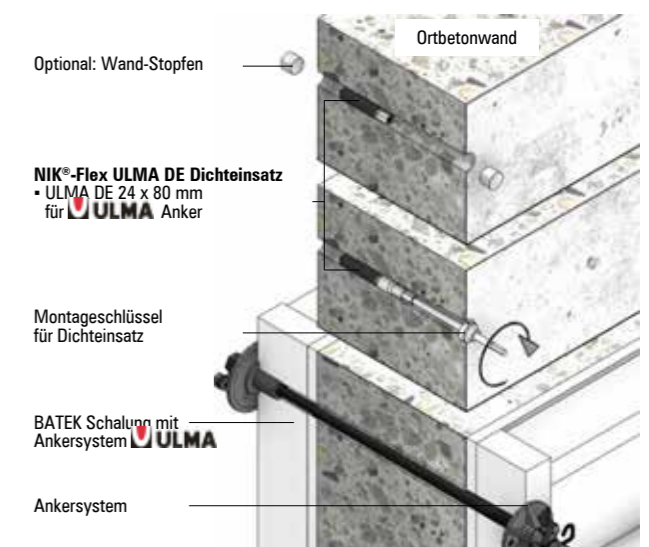 Ortbetonwand
Optional: Wand-Stopfen
NIK®-Flex ULMA DE Dichteinsatz
▪ ULMA DE 24 x 80 mm
für ULMA Anker
Montageschlüssel
für Dichteinsatz
BATEK Schalung mit
Ankersystem ULMA
Ankersystem